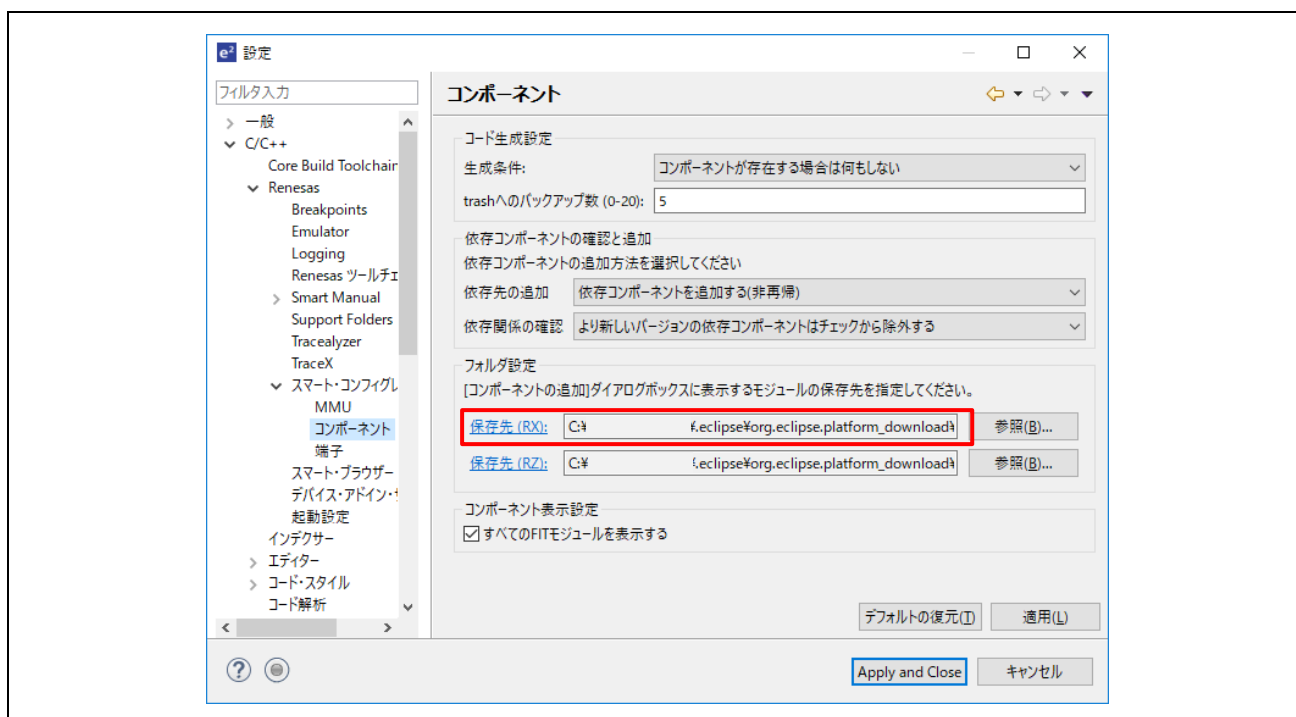 e² 設定
フィルタ入力
一般
C/C++
Core Build Toolchain
Renesas
Breakpoints
Emulator
Logging
Renesas ツールチェ
Smart Manual
Support Folders
Tracealyzer
TraceX
スマート・コンフィグレ
MMU
コンポーネント
端子
スマート・ブラウザー
デバイス・アドイン・サ
起動設定
インデクサー
エディター
コード・スタイル
コード解析
コンポーネント
コード生成設定
生成条件: コンポーネントが存在する場合は何もしない
trashへのバックアップ数 (0-20): 5
依存コンポーネントの確認と追加
依存コンポーネントの追加方法を選択してください
依存先の追加 依存コンポーネントを追加する(非再帰)
依存関係の確認 より新しいバージョンの依存コンポーネントはチェックから除外する
フォルダ設定
[コンポーネントの追加]ダイアログボックスに表示するモジュールの保存先を指定してください。
保存先 (RX): C:¥ ¥.eclipse¥org.eclipse.platform_download¥ 参照(B)...
保存先 (RZ): C:¥ .eclipse¥org.eclipse.platform_download¥ 参照(B)...
コンポーネント表示設定
すべてのFITモジュールを表示する
デフォルトの復元(T) 適用(L)
Apply and Close キャンセル